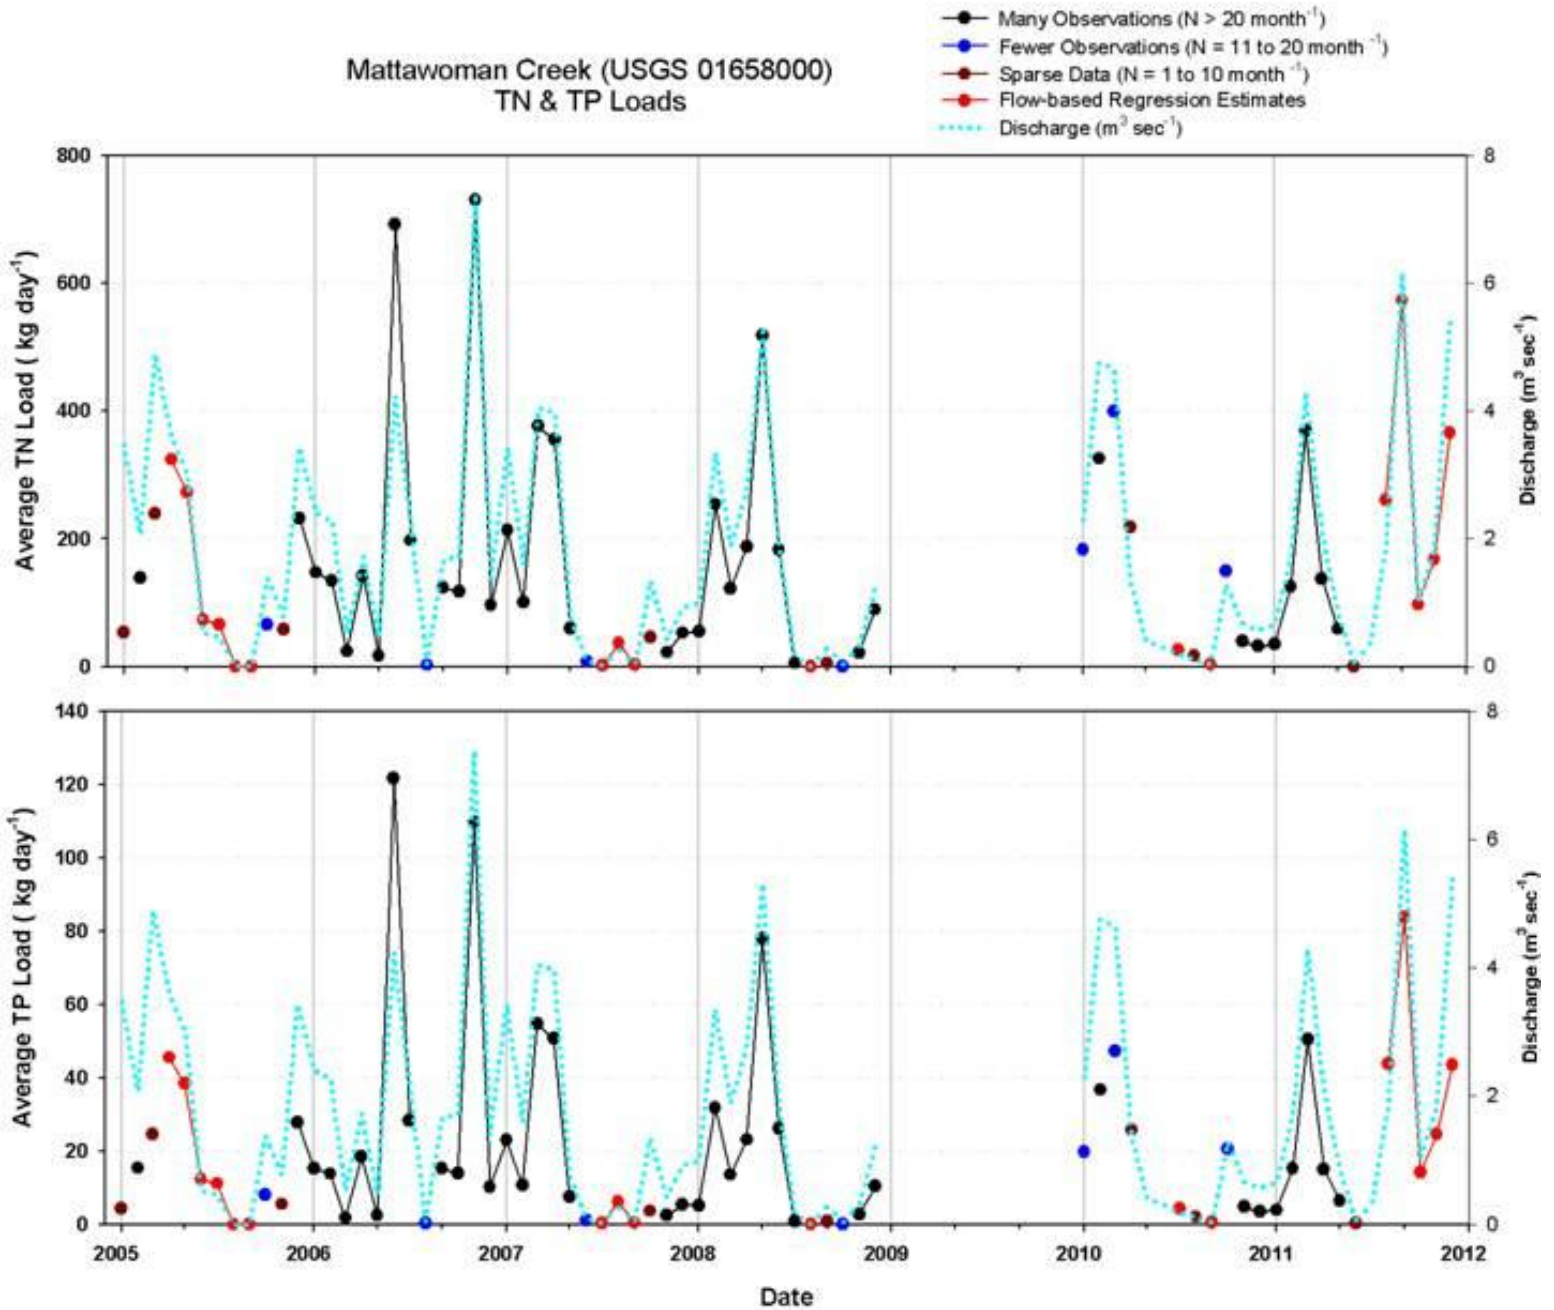 Many Observations (N > 20 month⁻¹)
Fewer Observations (N = 11 to 20 month ⁻¹)
Sparse Data (N = 1 to 10 month ⁻¹)
Flow-based Regression Estimates
Discharge (m³ sec⁻¹)
Mattawoman Creek (USGS 01658000)
TN & TP Loads
800
600
400
200
0
Average TN Load ( kg day⁻¹)
8
6
4
2
0
Discharge (m³ sec⁻¹)
140
120
100
80
60
40
20
0
Average TP Load ( kg day⁻¹)
8
6
4
2
0
Discharge (m³ sec⁻¹)
2005 2006 2007 2008 2009 2010 2011 2012
Date